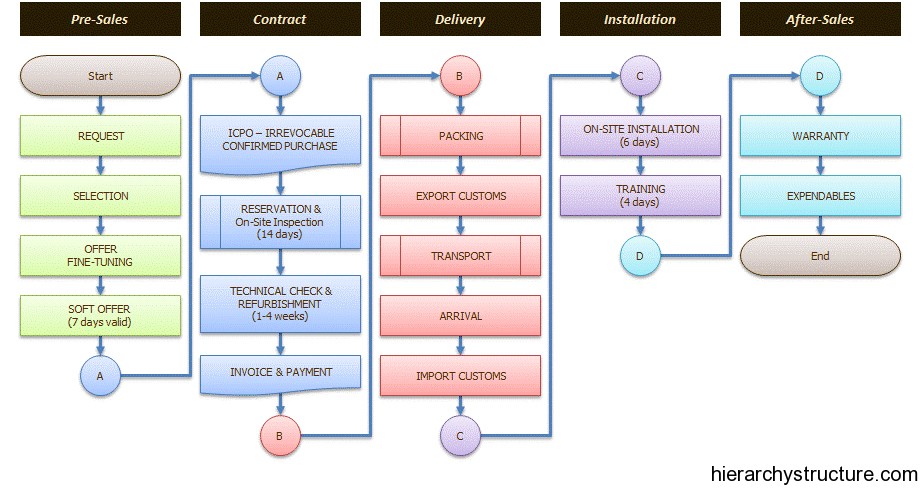 Pre-Sales
Contract
Delivery
Installation
After-Sales
Start
REQUEST
SELECTION
OFFER
FINE-TUNING
SOFT OFFER
(7 days valid)
A
A
ICPO – IRREVOCABLE
CONFIRMED PURCHASE
RESERVATION &
On-Site Inspection
(14 days)
TECHNICAL CHECK &
REFURBISHMENT
(1-4 weeks)
INVOICE & PAYMENT
B
B
PACKING
EXPORT CUSTOMS
TRANSPORT
ARRIVAL
IMPORT CUSTOMS
C
C
ON-SITE INSTALLATION
(6 days)
TRAINING
(4 days)
D
D
WARRANTY
EXPENDABLES
End
hierarchystructure.com